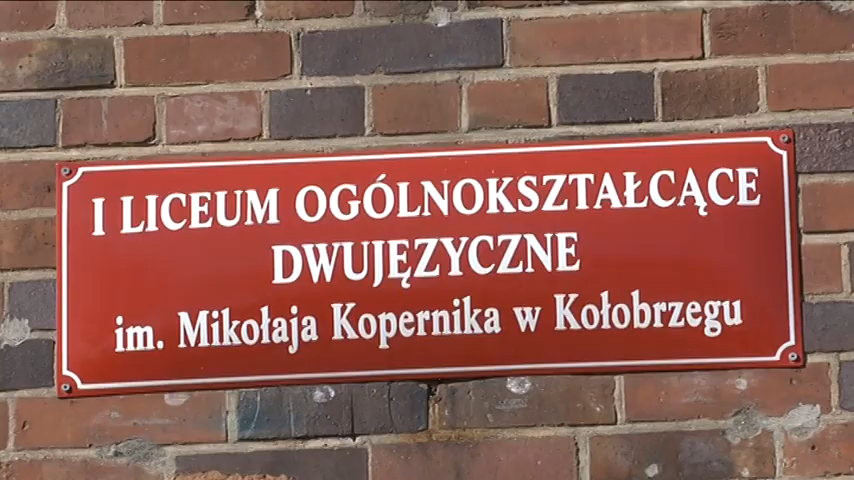 I LICEUM OGÓLNOKSZTAŁCĄCE
DWUJĘZYCZNE
im. Mikołaja Kopernika w Kołobrzegu